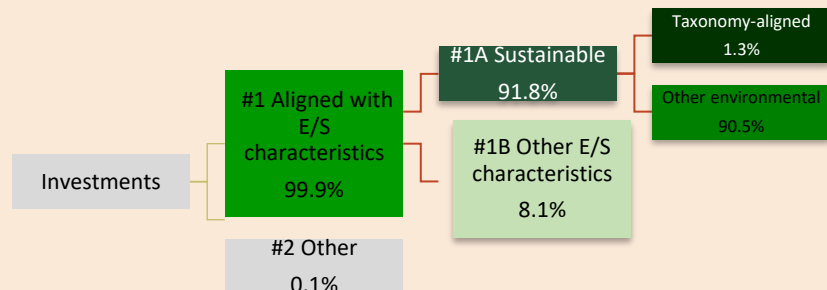 Investments
#1 Aligned with
E/S
characteristics
99.9%
#2 Other
0.1%
#1A Sustainable
91.8%
#1B Other E/S
characteristics
8.1%
Taxonomy-aligned
1.3%
Other environmental
90.5%